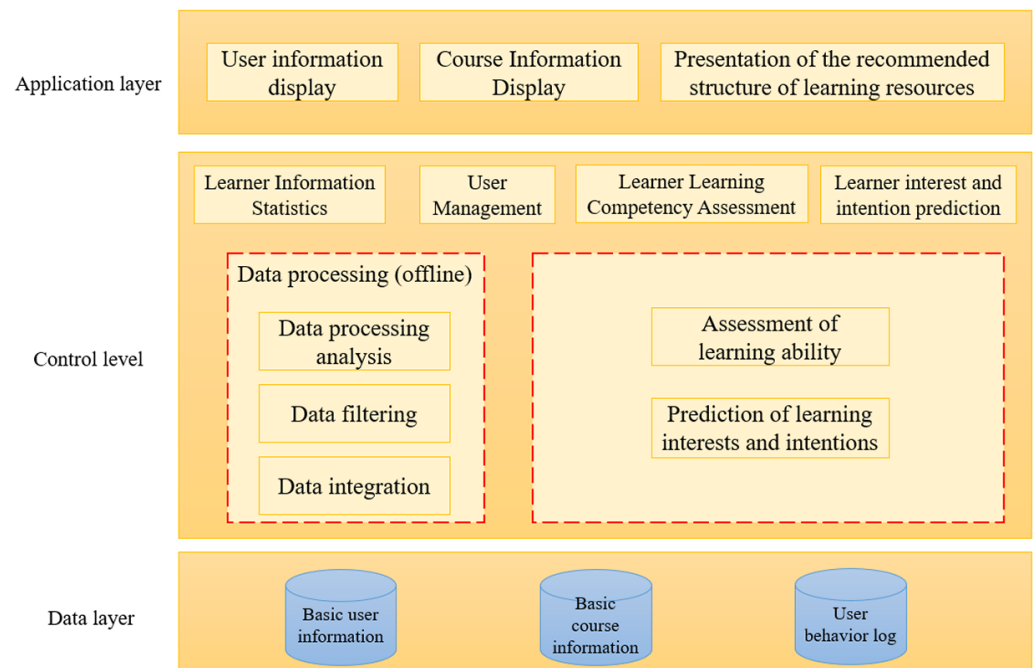 Application layer
User information
display
Course Information
Display
Presentation of the recommended
structure of learning resources
Control level
Learner Information
Statistics
User
Management
Learner Learning
Competency Assessment
Learner interest and
intention prediction
Data processing (offline)
Data processing
analysis
Data filtering
Data integration
Assessment of
learning ability
Prediction of learning
interests and intentions
Data layer
Basic user
information
Basic
course
information
User
behavior log